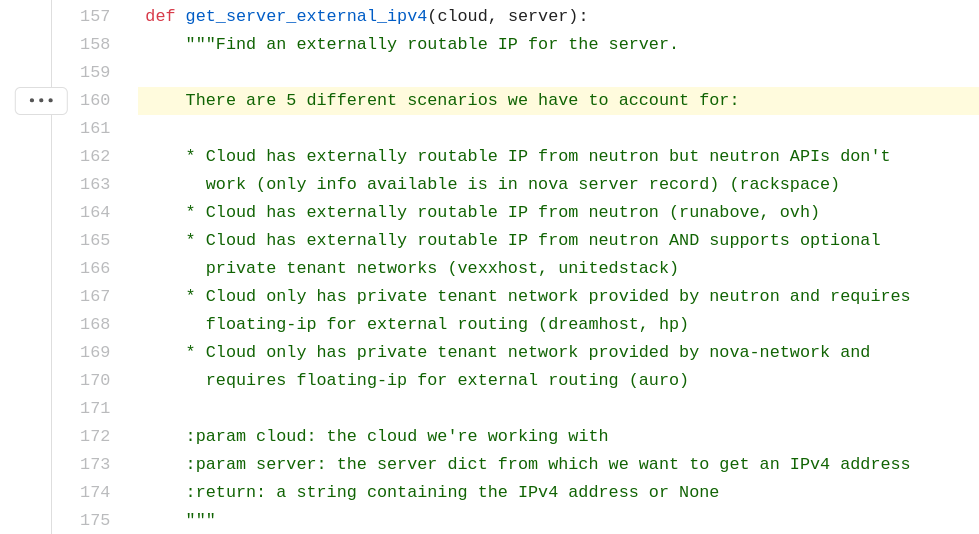 157 def get_server_external_ipv4(cloud, server):
158     """Find an externally routable IP for the server.
159
160     There are 5 different scenarios we have to account for:
161
162     * Cloud has externally routable IP from neutron but neutron APIs don't
163       work (only info available is in nova server record) (rackspace)
164     * Cloud has externally routable IP from neutron (runabove, ovh)
165     * Cloud has externally routable IP from neutron AND supports optional
166       private tenant networks (vexxhost, unitedstack)
167     * Cloud only has private tenant network provided by neutron and requires
168       floating-ip for external routing (dreamhost, hp)
169     * Cloud only has private tenant network provided by nova-network and
170       requires floating-ip for external routing (auro)
171
172     :param cloud: the cloud we're working with
173     :param server: the server dict from which we want to get an IPv4 address
174     :return: a string containing the IPv4 address or None
175     """